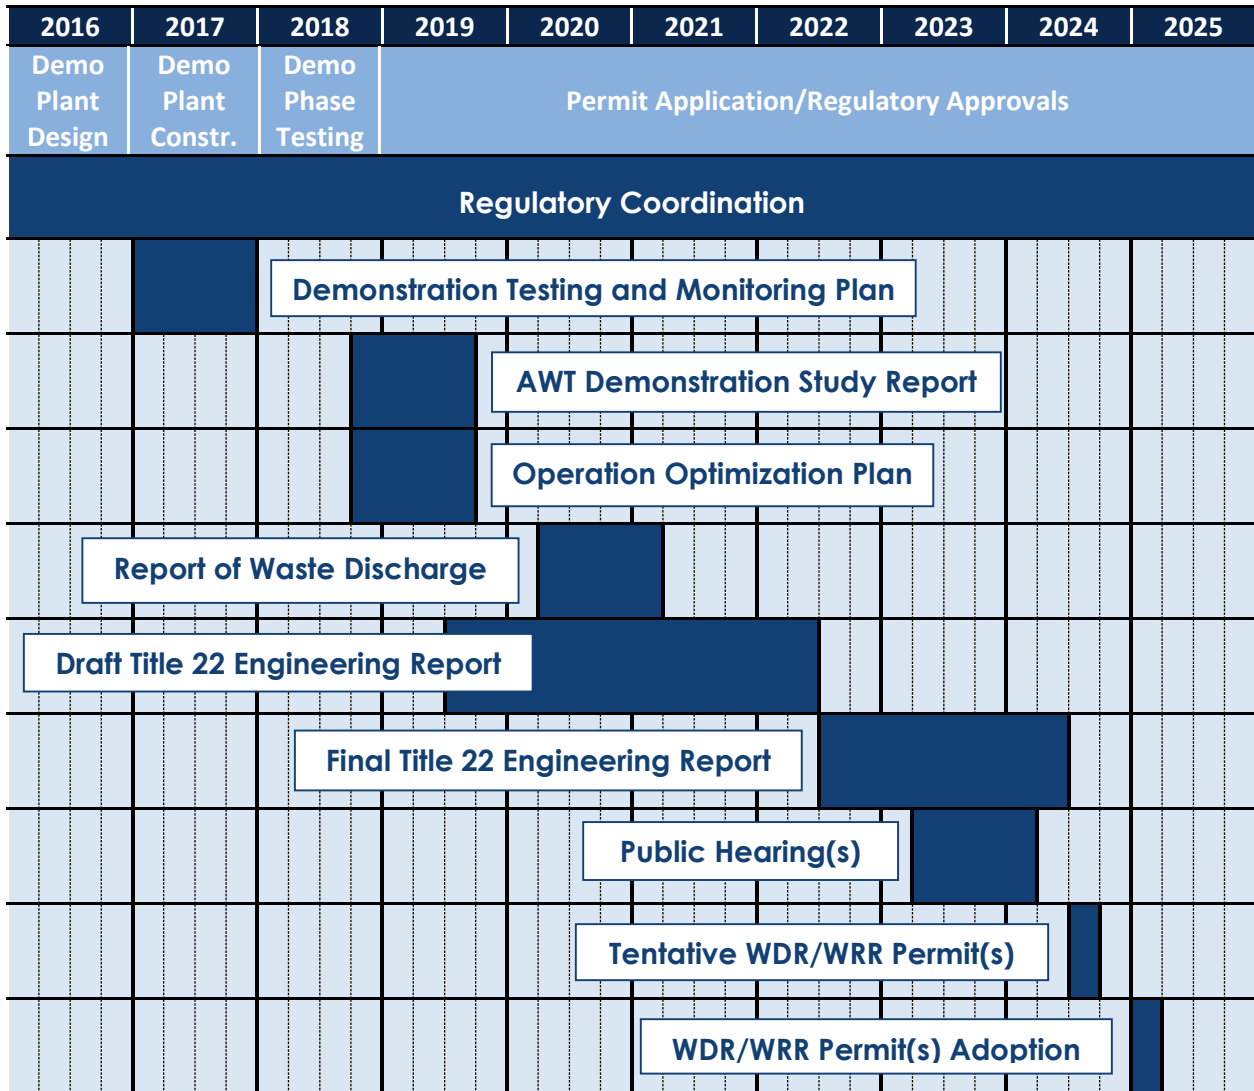 2016 2017 2018 2019 2020 2021 2022 2023 2024 2025
Demo
Plant
Design
Demo
Plant
Constr.
Demo
Phase
Testing
Permit Application/Regulatory Approvals
Regulatory Coordination
Demonstration Testing and Monitoring Plan
AWT Demonstration Study Report
Operation Optimization Plan
Report of Waste Discharge
Draft Title 22 Engineering Report
Final Title 22 Engineering Report
Public Hearing(s)
Tentative WDR/WRR Permit(s)
WDR/WRR Permit(s) Adoption